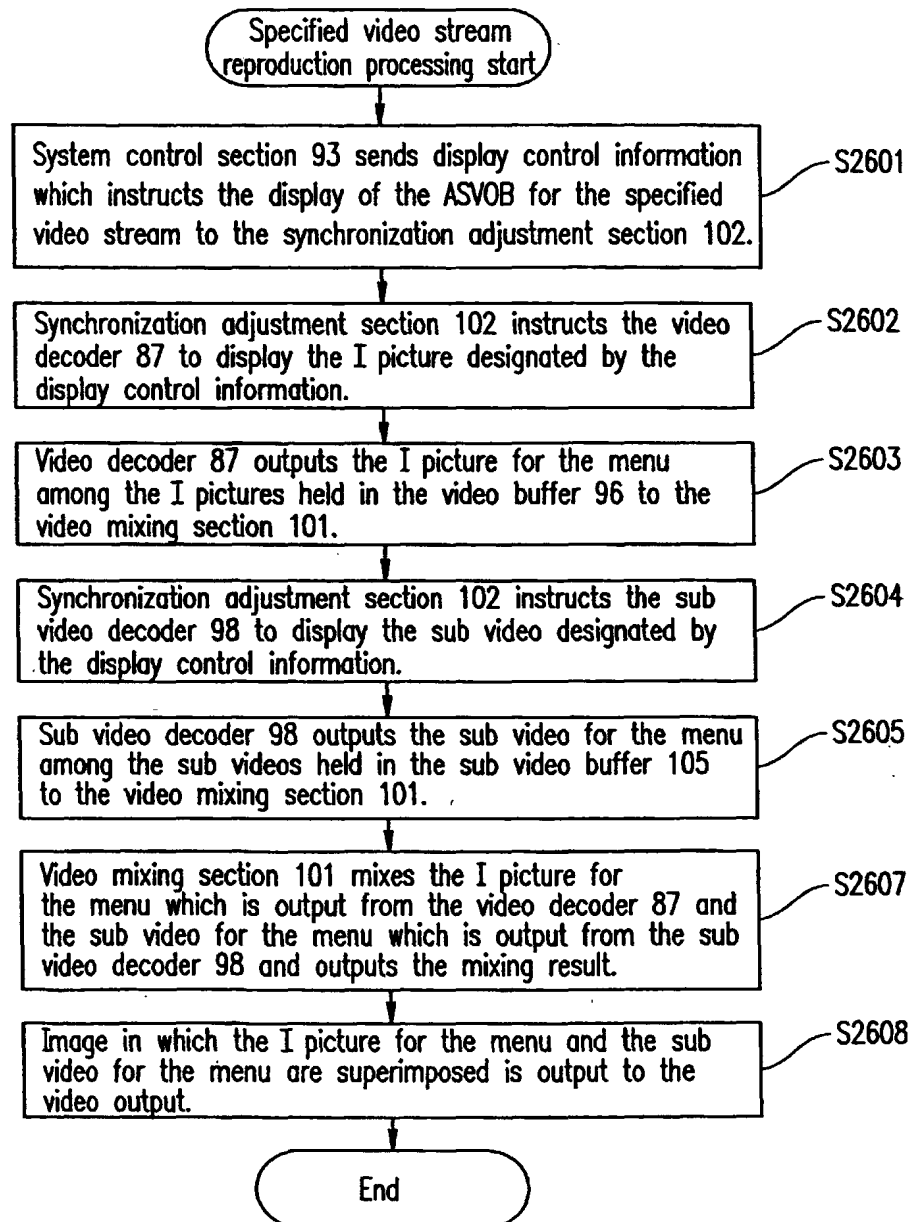 Specified video stream
reproduction processing start
System control section 93 sends display control information
which instructs the display of the ASVOB for the specified
video stream to the synchronization adjustment section 102.
S2601
Synchronization adjustment section 102 instructs the video
decoder 87 to display the I picture designated by the
display control information.
S2602
Video decoder 87 outputs the I picture for the menu
among the I pictures held in the video buffer 96 to the
video mixing section 101.
S2603
Synchronization adjustment section 102 instructs the sub
video decoder 98 to display the sub video designated by
the display control information.
S2604
Sub video decoder 98 outputs the sub video for the menu
among the sub videos held in the sub video buffer 105
to the video mixing section 101.
S2605
Video mixing section 101 mixes the I picture for
the menu which is output from the video decoder 87 and
the sub video for the menu which is output from the sub
video decoder 98 and outputs the mixing result.
S2607
Image in which the I picture for the menu and the sub
video for the menu are superimposed is output to the
video output.
S2608
End